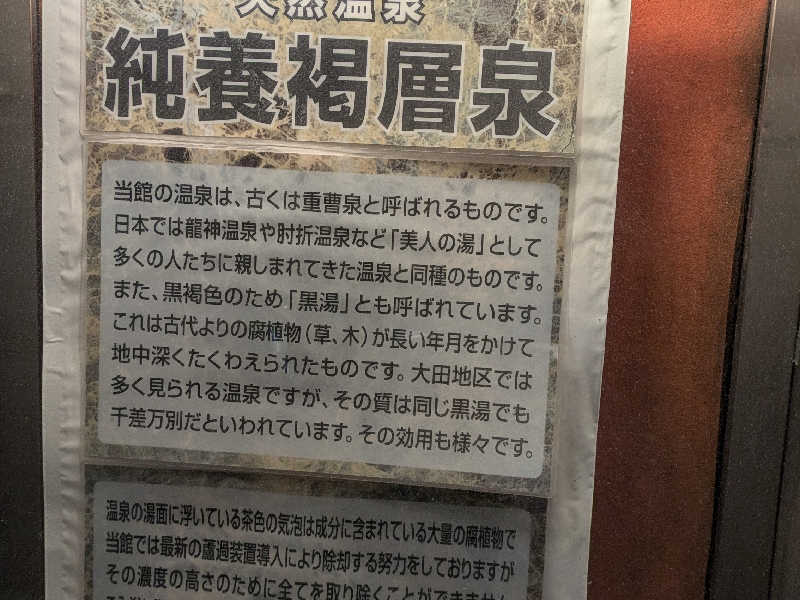 天然温泉
純養褐層泉
当館の温泉は、古くは重曹泉と呼ばれるものです。
日本では龍神温泉や肘折温泉など「美人の湯」として
多くの人たちに親しまれてきた温泉と同種のものです。
また、黒褐色のため「黒湯」とも呼ばれています。
これは古代よりの腐植物(草、木)が長い年月をかけて
地中深くたくわえられたものです。大田地区では
多く見られる温泉ですが、その質は同じ黒湯でも
千差万別だといわれています。その効用も様々です。
温泉の湯面に浮いている茶色の気泡は成分に含まれている大量の腐植物で
当館では最新の蘆過装置導入により除却する努力をしておりますが
その濃度の高さのために全てを取り除くことができません